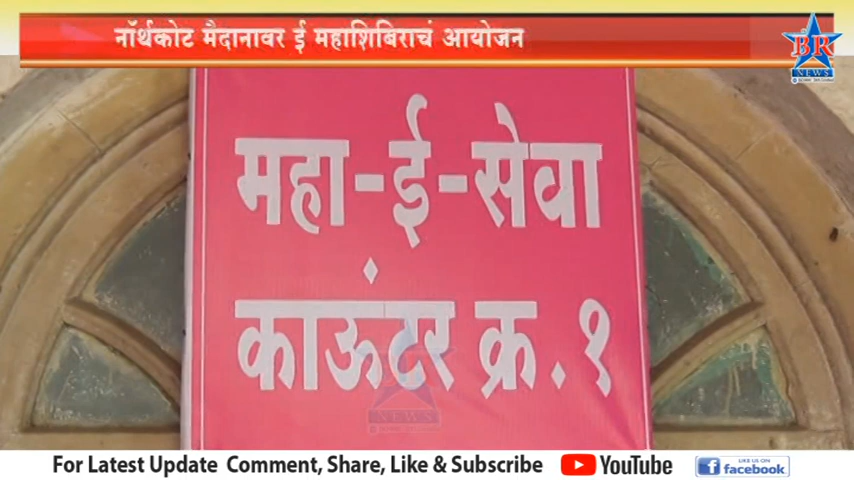 नॉर्थकोट मैदानावर ई महाशिबिराचं आयोजन
BR
NEWS
महा-ई-सेवा
काऊंटर क्र.१
NEWS
For Latest Update Comment, Share, Like & Subscribe
YouTube
LIKE US ON
facebook